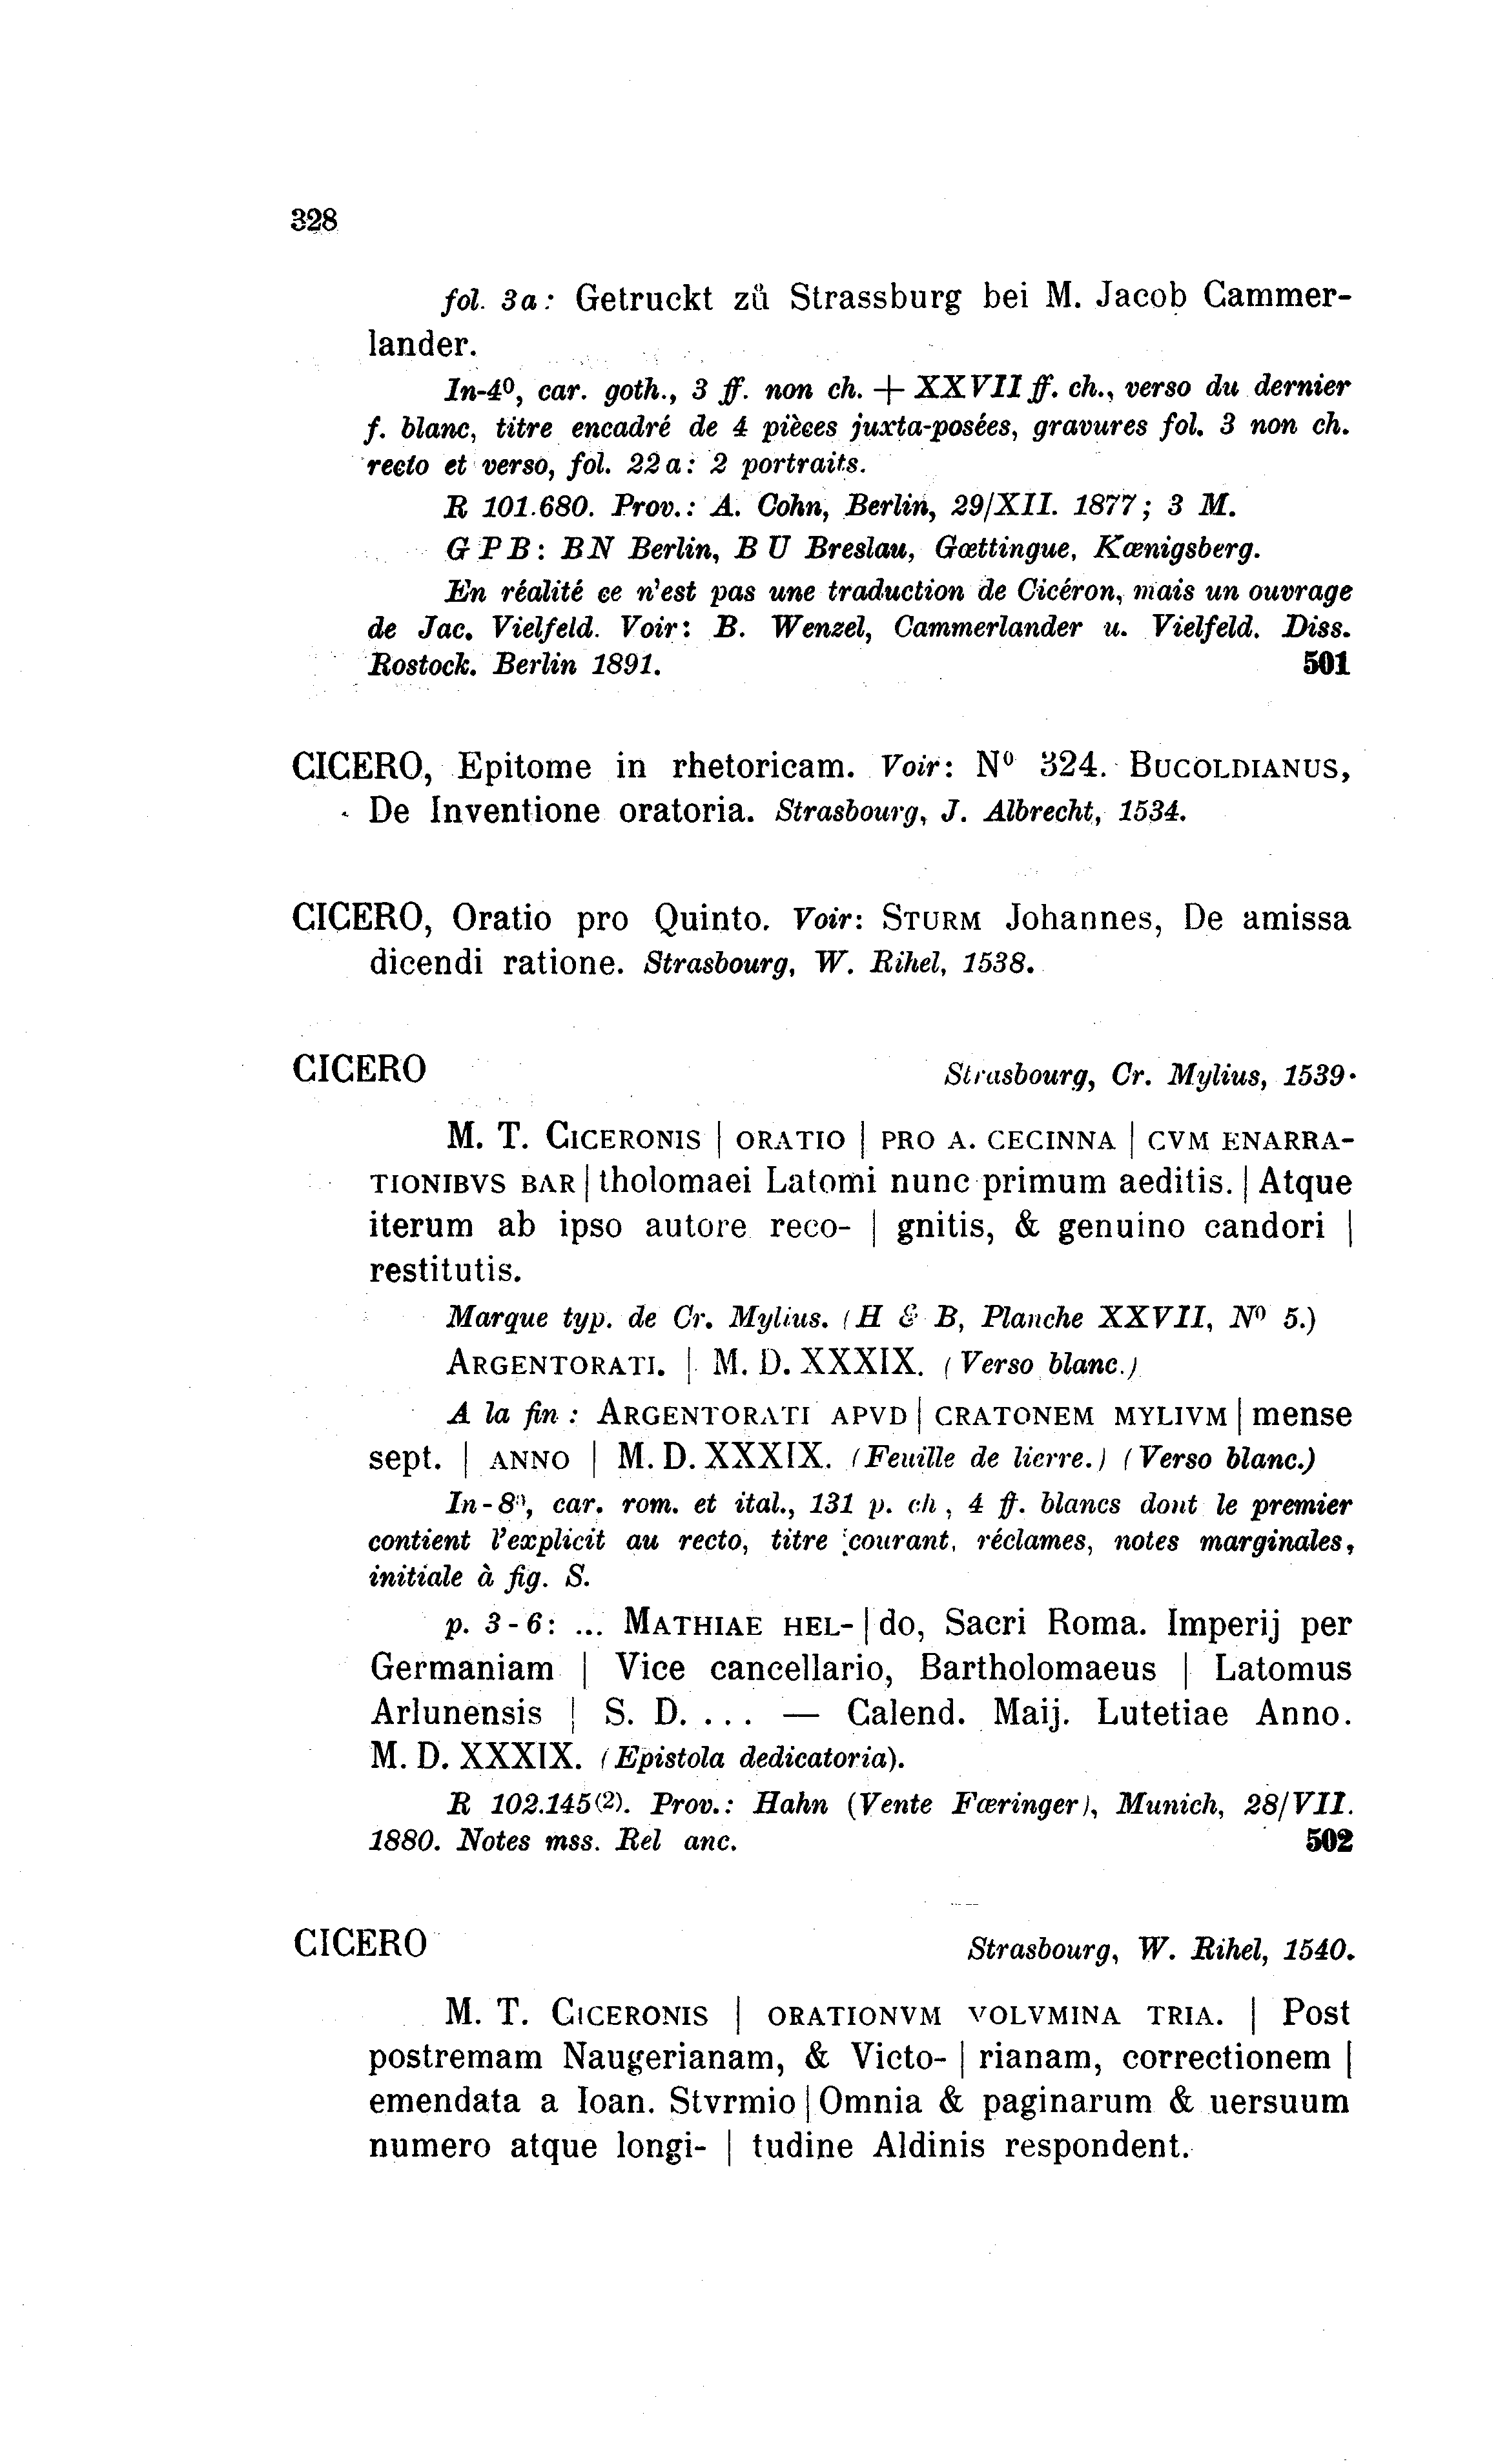 328
fol. 3a: Getruckt zů Strassburg bei M. Jacob Cammer-
lander.
In-4⁰, car. goth., 3 ff. non ch. + XXVII ff. ch., verso du dernier
f. blanc, titre encadré de 4 pièces juxta-posées, gravures fol. 3 non ch.
recto et verso, fol. 22a: 2 portraits.
R 101.680. Prov.: A. Cohn, Berlin, 29/XII. 1877; 3 M.
G P B: BN Berlin, B U Breslau, Gœttingue, Kœnigsberg.
En réalité ce n'est pas une traduction de Cicéron, mais un ouvrage
de Jac. Vielfeld. Voir: B. Wenzel, Cammerlander u. Vielfeld. Diss.
Rostock. Berlin 1891. 501
CICERO, Epitome in rhetoricam. Voir: N⁰ 324. BUCOLDIANUS,
De Inventione oratoria. Strasbourg, J. Albrecht, 1534.
CICERO, Oratio pro Quinto. Voir: STURM Johannes, De amissa
dicendi ratione. Strasbourg, W. Rihel, 1538.
CICERO Strasbourg, Cr. Mylius, 1539.
M. T. CICERONIS | ORATIO | PRO A. CECINNA | CVM ENARRA-
TIONIBVS BAR | tholomaei Latomi nunc primum aeditis. | Atque
iterum ab ipso autore reco- | gnitis, & genuino candori |
restitutis.
Marque typ. de Cr. Mylius. (H & B, Planche XXVII, N⁰ 5.)
ARGENTORATI. | M. D. XXXIX. (Verso blanc.)
A la fin: ARGENTORATI APVD | CRATONEM MYLIVM | mense
sept. | ANNO | M. D. XXXIX. (Feuille de lierre.) (Verso blanc.)
In-8⁰, car. rom. et ital., 131 p. ch, 4 ff. blancs dont le premier
contient l'explicit au recto, titre courant, réclames, notes marginales,
initiale à fig. S.
p. 3-6: ... MATHIAE HEL- | do, Sacri Roma. Imperij per
Germaniam | Vice cancellario, Bartholomaeus | Latomus
Arlunensis | S. D. ... — Calend. Maij. Lutetiae Anno.
M. D. XXXIX. (Epistola dedicatoria).
R 102.145(2). Prov.: Hahn (Vente Fœringer), Munich, 28/VII.
1880. Notes mss. Rel anc. 502
CICERO Strasbourg, W. Rihel, 1540.
M. T. CICERONIS | ORATIONVM VOLVMINA TRIA. | Post
postremam Naugerianam, & Victo- | rianam, correctionem |
emendata a Ioan. Stvrmio | Omnia & paginarum & uersuum
numero atque longi- | tudine Aldinis respondent.